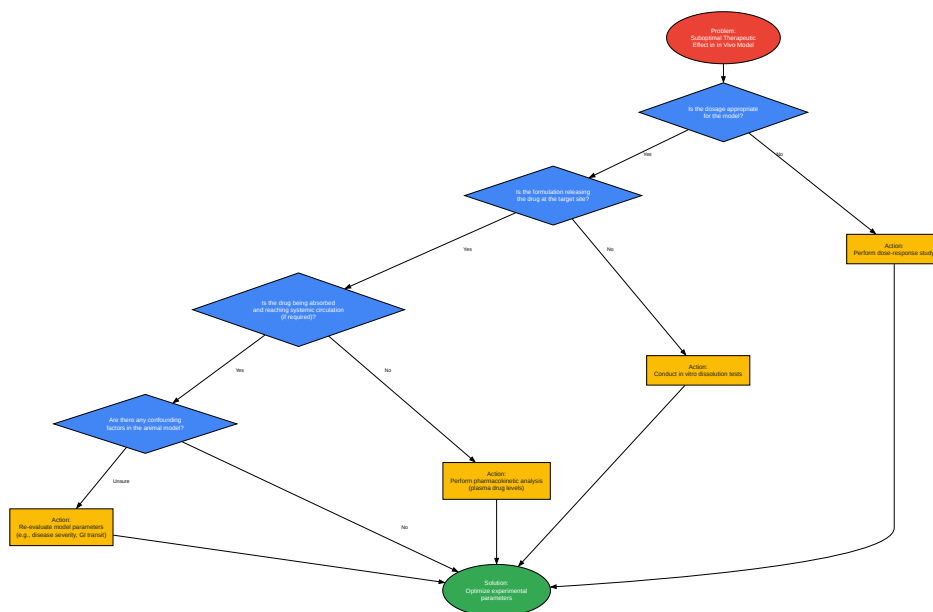 Problem:
Suboptimal Therapeutic
Effect in In Vivo Model
Is the dosage appropriate
for the model?
Yes
No
Is the formulation releasing
the drug at the target site?
Action:
Perform dose-response study
Yes
No
Is the drug being absorbed
and reaching systemic circulation
(if required)?
Action:
Conduct in vitro dissolution tests
Yes
No
Are there any confounding
factors in the animal model?
Action:
Perform pharmacokinetic analysis
(plasma drug levels)
Unsure
No
Action:
Re-evaluate model parameters
(e.g., disease severity, GI transit)
Solution:
Optimize experimental
parameters